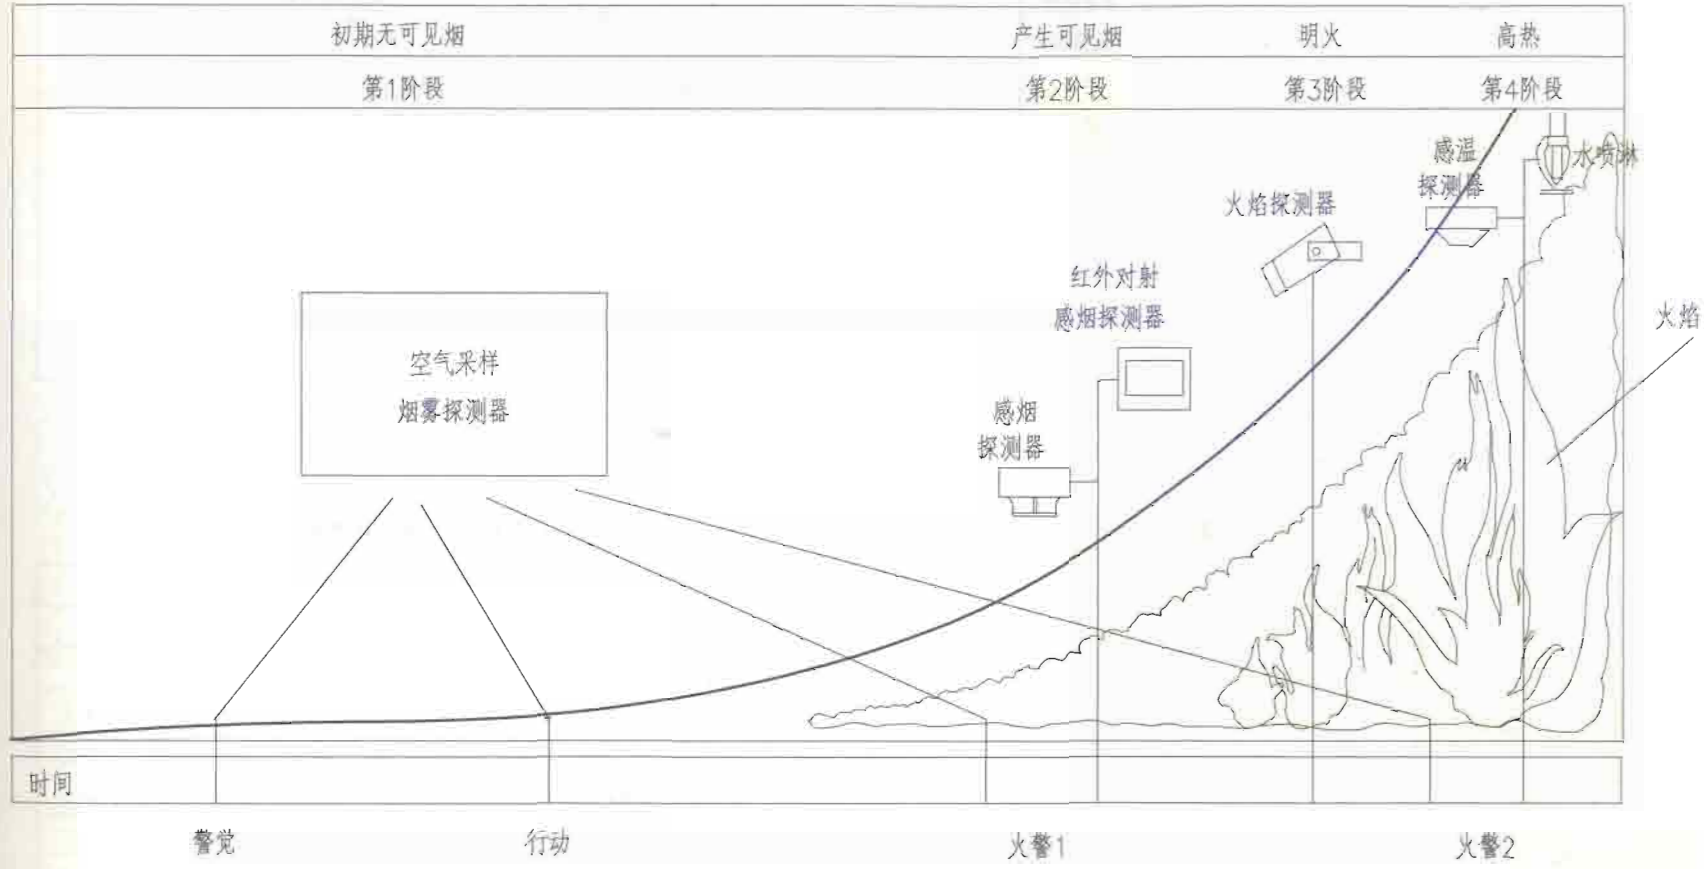 初期无可见烟
产生可见烟
明火
高热
第1阶段
第2阶段
第3阶段
第4阶段
感温
探测器
水喷淋
火焰探测器
红外对射
感烟探测器
火焰
空气采样
烟雾探测器
感烟
探测器
时间
警觉
行动
火警1
火警2